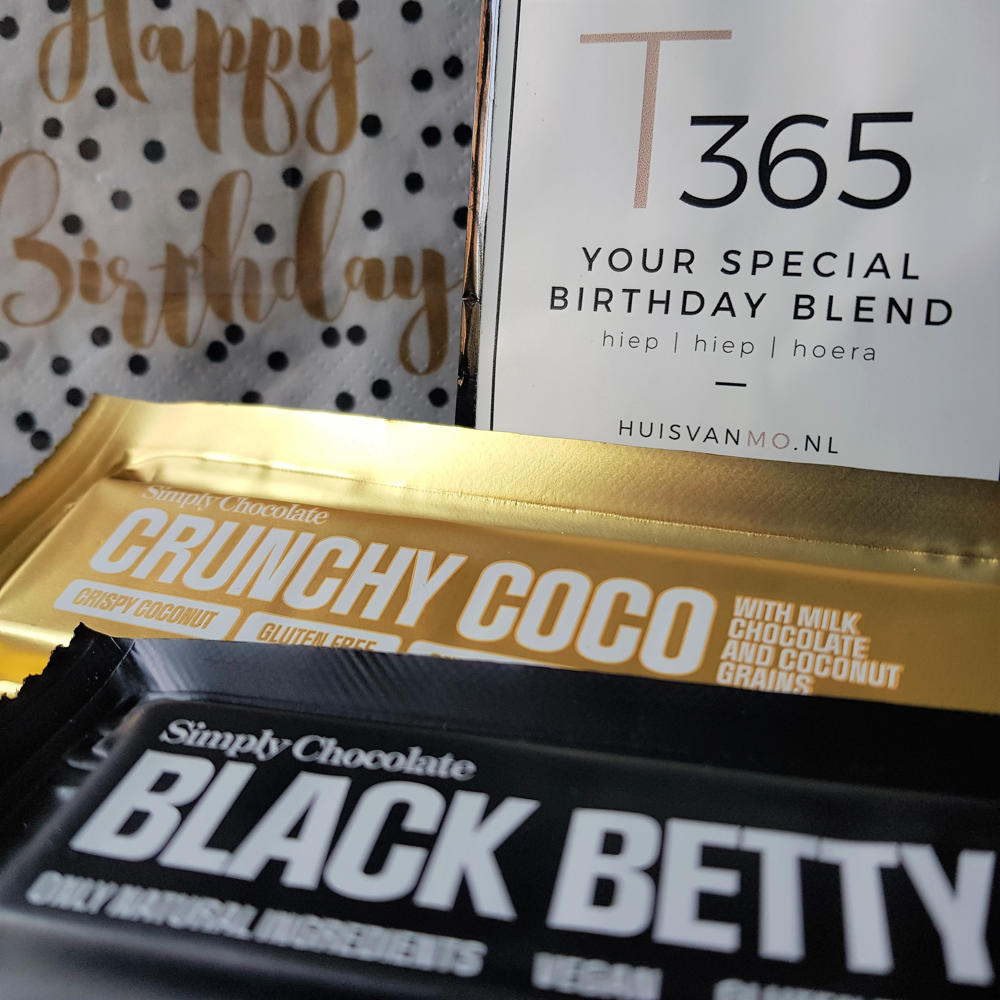 Happy
Birthday
T365
YOUR SPECIAL
BIRTHDAY BLEND
hiep | hiep | hoera
HUISVANMO.NL
Simply Chocolate
CRUNCHY COCO
WITH MILK
CHOCOLATE
AND COCONUT
GRAINS
CRISPY COCONUT
GLUTEN FREE
Simply Chocolate
BLACK BETTY
ONLY NATURAL INGREDIENTS
VEGAN